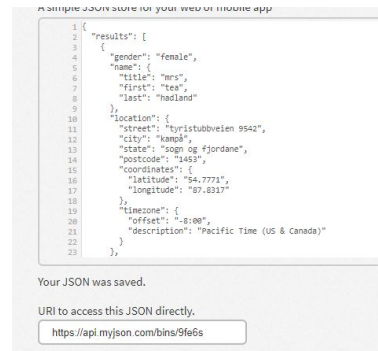 A simple JSON store for your web or mobile app
1 {
2 "results": [
3 {
4 "gender": "female",
5 "name": {
6 "title": "mrs",
7 "first": "tea",
8 "last": "hadland"
9 },
10 "location": {
11 "street": "tyristubbveien 9542",
12 "city": "kampå",
13 "state": "sogn og fjordane",
14 "postcode": "1453",
15 "coordinates": {
16 "latitude": "54.7771",
17 "longitude": "87.8317"
18 },
19 "timezone": {
20 "offset": "-8:00",
21 "description": "Pacific Time (US & Canada)"
22 }
23 },
Your JSON was saved.
URI to access this JSON directly.
https://api.myjson.com/bins/9fe6s